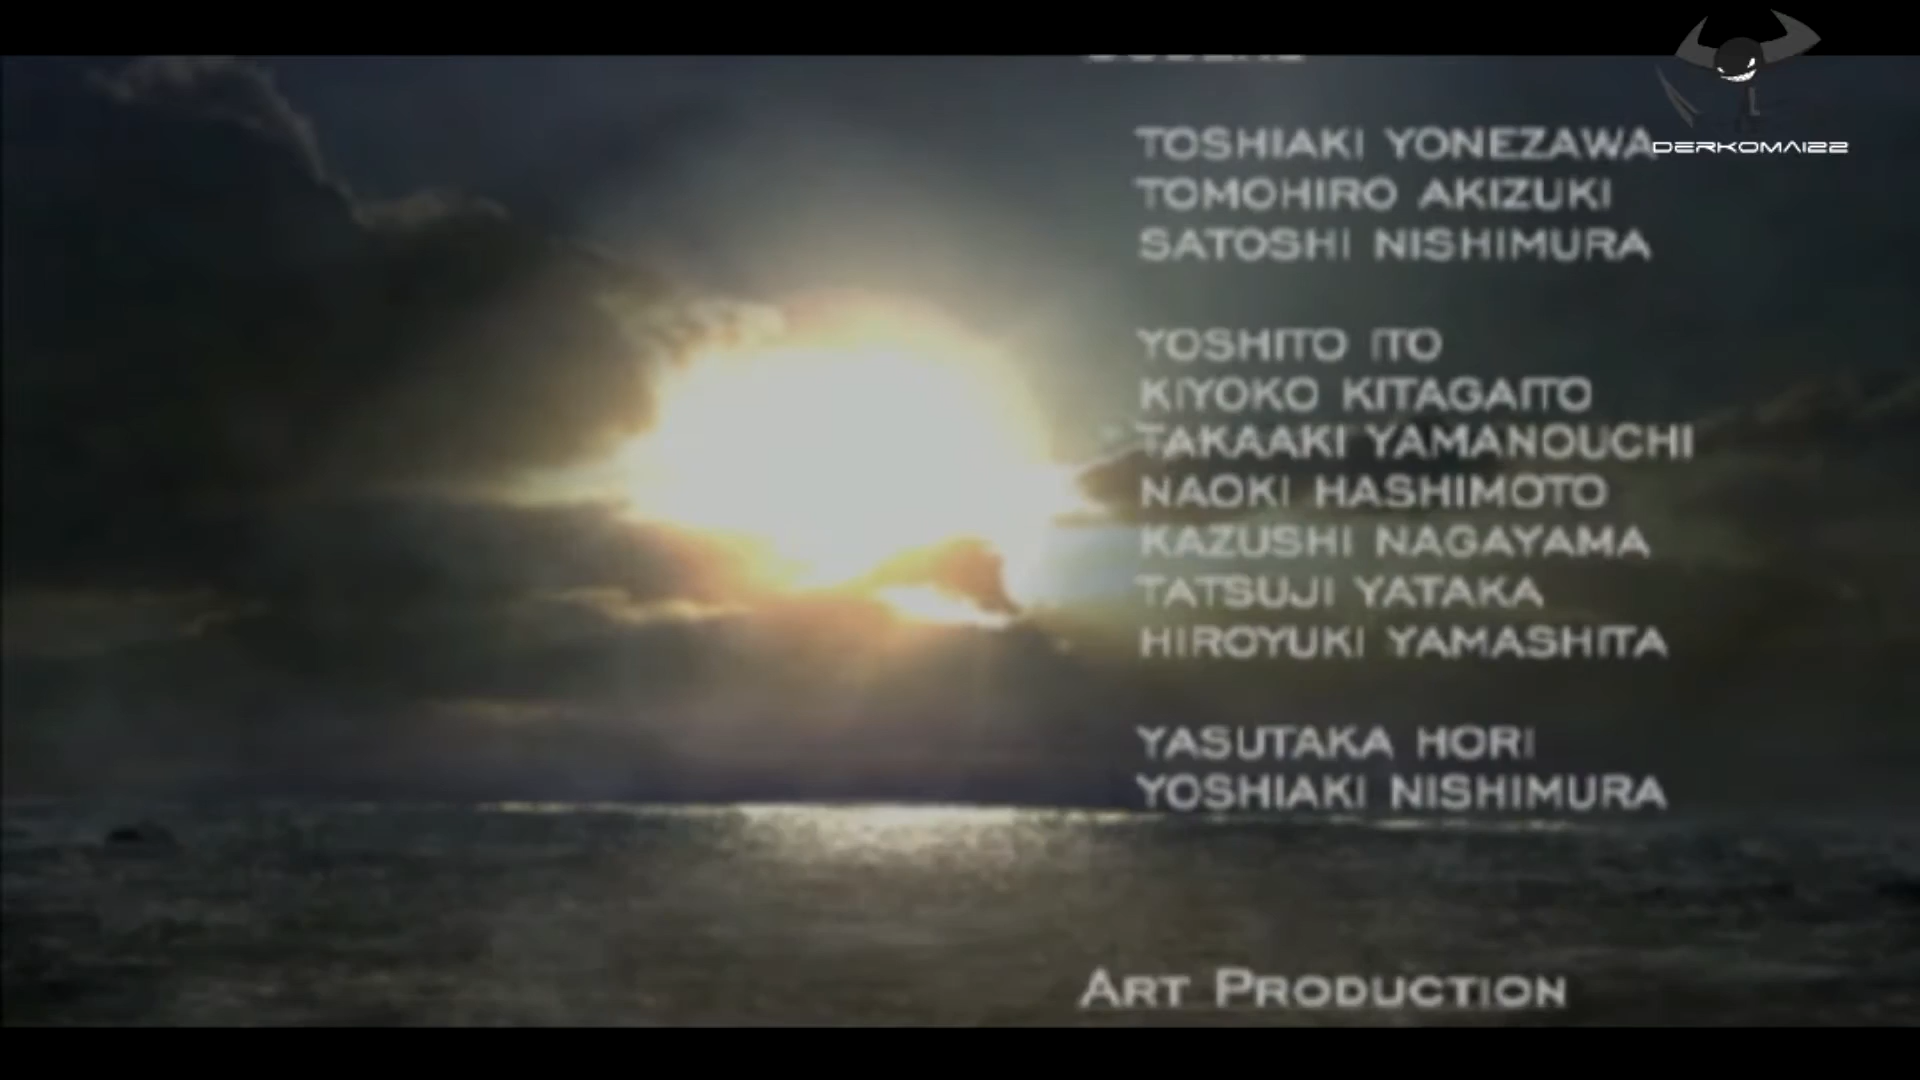 TOSHIAKI YONEZAWA
DERKOMAI22
TOMOHIRO AKIZUKI
SATOSHI NISHIMURA
YOSHITO ITO
KIYOKO KITAGAITO
TAKAAKI YAMANOUCHI
NAOKI HASHIMOTO
KAZUSHI NAGAYAMA
TATSUJI YATAKA
HIROYUKI YAMASHITA
YASUTAKA HORI
YOSHIAKI NISHIMURA
ART PRODUCTION